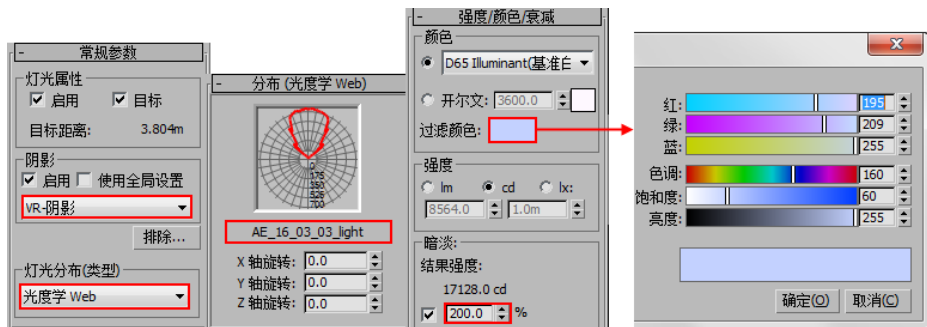 - 常规参数
灯光属性
启用 目标
目标距离: 3.804m
阴影
启用 使用全局设置
VR-阴影
排除...
灯光分布(类型)
光度学 Web
- 分布 (光度学 Web)
0
175
350
525
700
AE_16_03_03_light
X 轴旋转: 0.0
Y 轴旋转: 0.0
Z 轴旋转: 0.0
- 强度/颜色/衰减
颜色
D65 Illuminant(基准白
开尔文: 3600.0
过滤颜色:
强度
lm cd lx:
8564.0 1.0m
暗淡:
结果强度:
17128.0 cd
200.0 %
红: 195
绿: 209
蓝: 255
色调: 160
饱和度: 60
亮度: 255
确定(O) 取消(C)